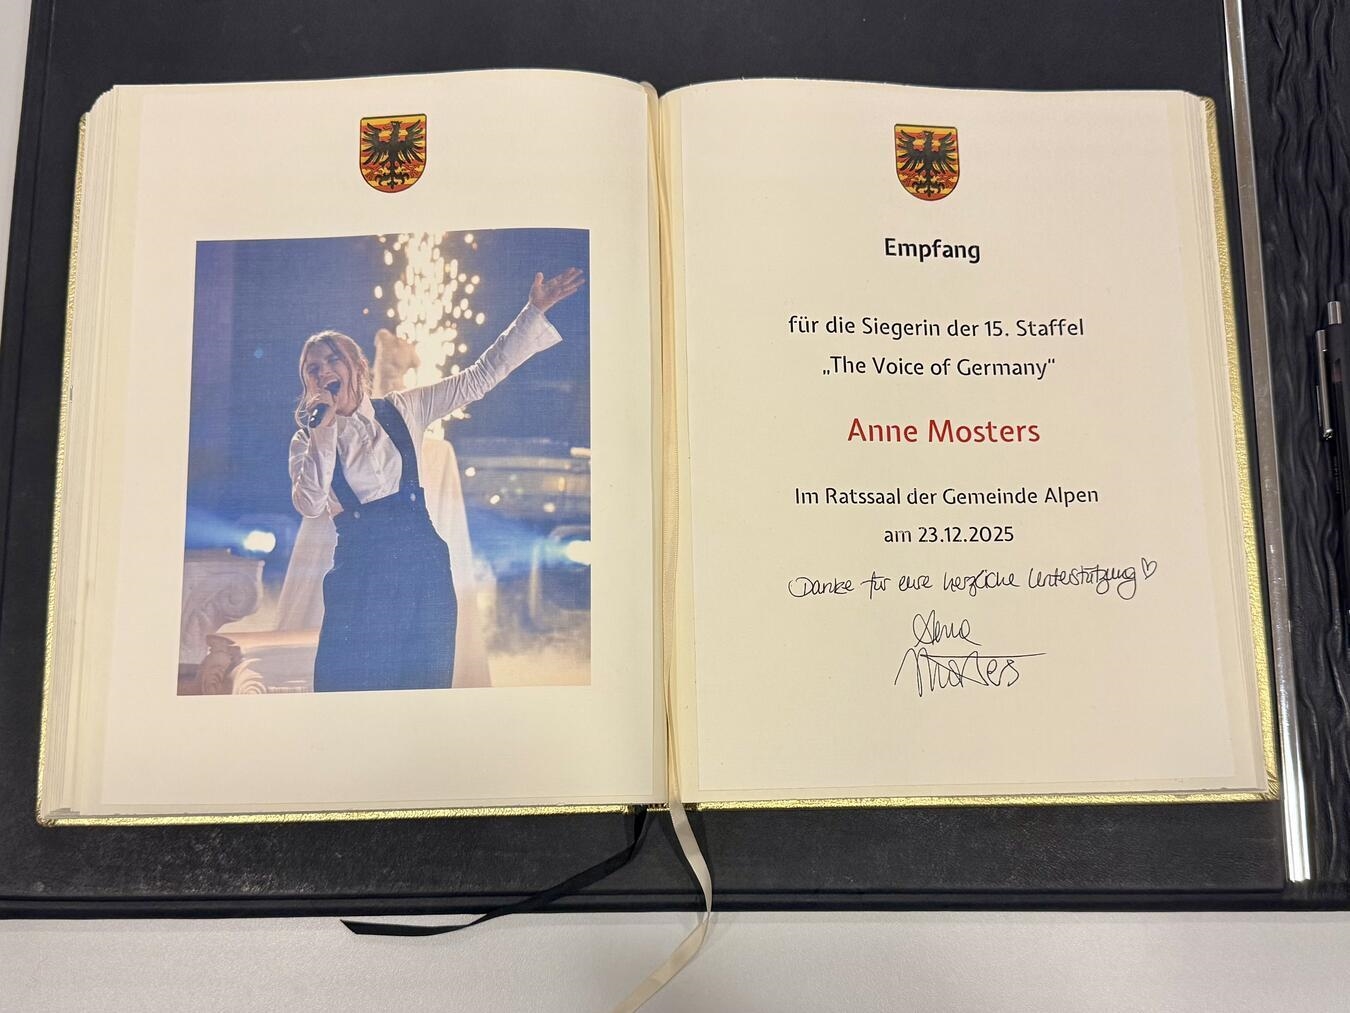 Empfang
für die Siegerin der 15. Staffel
„The Voice of Germany“
Anne Mosters
Im Ratssaal der Gemeinde Alpen
am 23.12.2025
Danke für eure herzliche Unterstützung ♡
Anne
Mosters